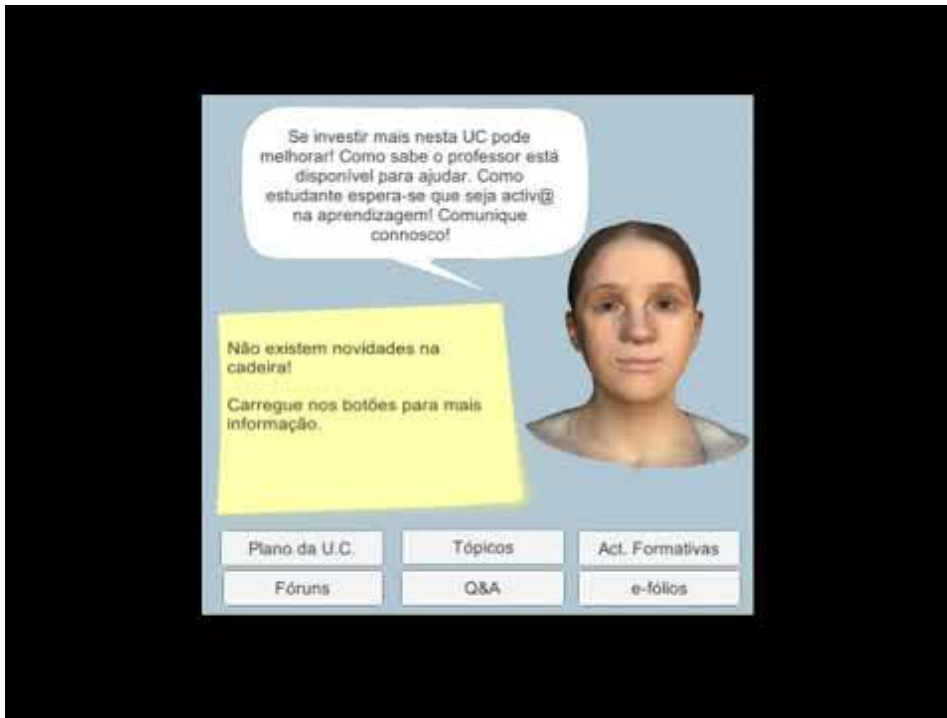 Se investir mais nesta UC pode
melhorar! Como sabe o professor está
disponível para ajudar. Como
estudante espera-se que seja activ@
na aprendizagem! Comunique
connosco!
Não existem novidades na
cadeira!
Carregue nos botões para mais
informação.
Plano da U.C.
Tópicos
Act. Formativas
Fóruns
Q&A
e-fólios